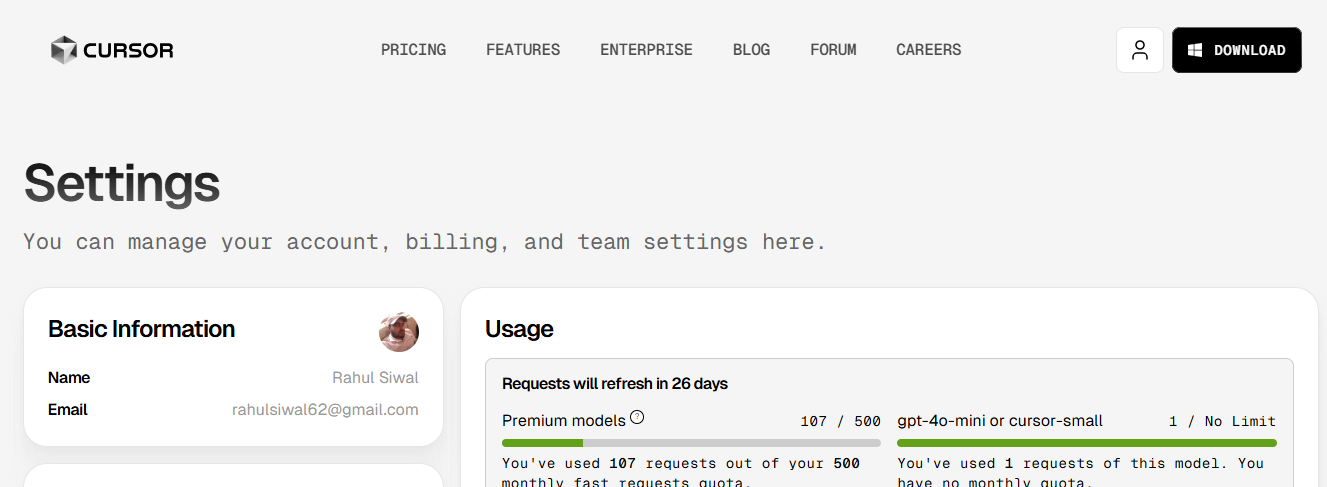 CURSOR
PRICING FEATURES ENTERPRISE BLOG FORUM CAREERS
DOWNLOAD
Settings
You can manage your account, billing, and team settings here.
Basic Information
Name Rahul Siwal
Email rahulsiwal62@gmail.com
Usage
Requests will refresh in 26 days
Premium models ? 107 / 500
You've used 107 requests out of your 500
monthly fast requests quota.
gpt-4o-mini or cursor-small 1 / No Limit
You've used 1 requests of this model. You
have no monthly quota.